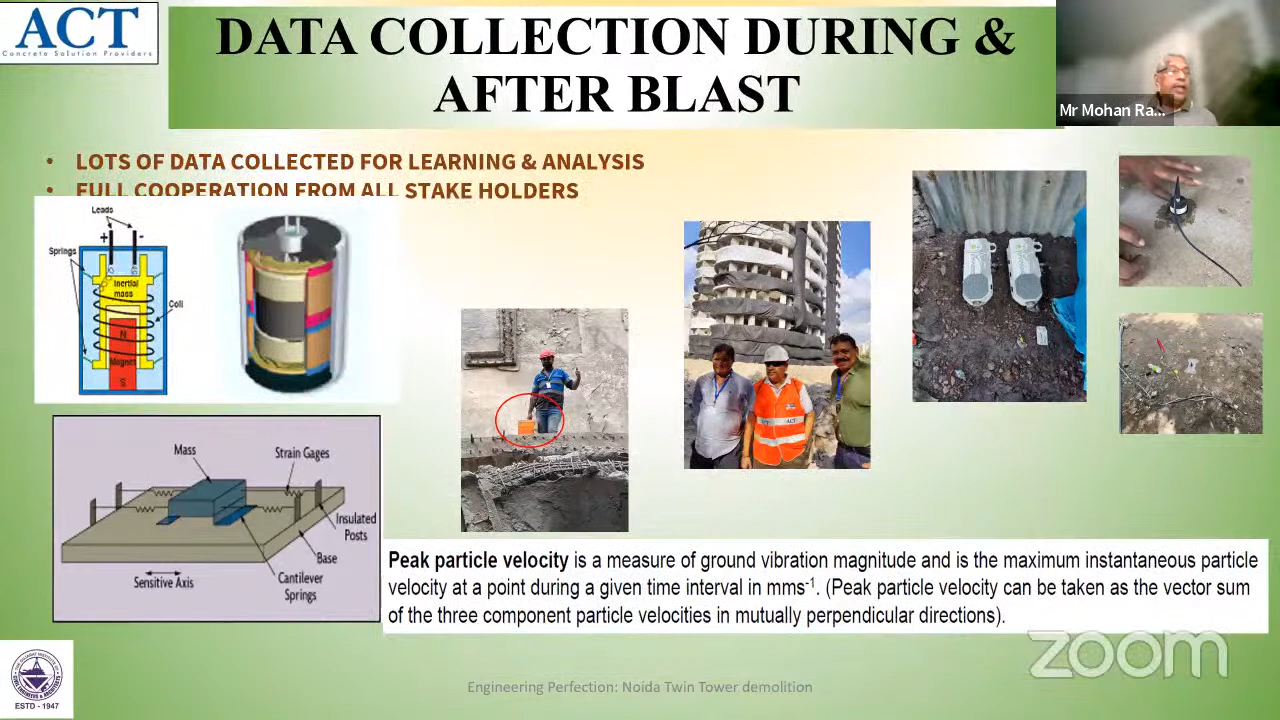 ACT
Concrete Solution Providers
DATA COLLECTION DURING &
AFTER BLAST
Mr Mohan Ra...
• LOTS OF DATA COLLECTED FOR LEARNING & ANALYSIS
• FULL COOPERATION FROM ALL STAKE HOLDERS
Leads
+ -
Springs
Inertial
mass
Coil
N
Magnet
S
Mass
Strain Gages
Insulated
Posts
Base
Cantilever
Springs
Sensitive Axis
ACT
Peak particle velocity is a measure of ground vibration magnitude and is the maximum instantaneous particle
velocity at a point during a given time interval in mms-1. (Peak particle velocity can be taken as the vector sum
of the three component particle velocities in mutually perpendicular directions).
zoom
ESTD - 1947
Engineering Perfection: Noida Twin Tower demolition